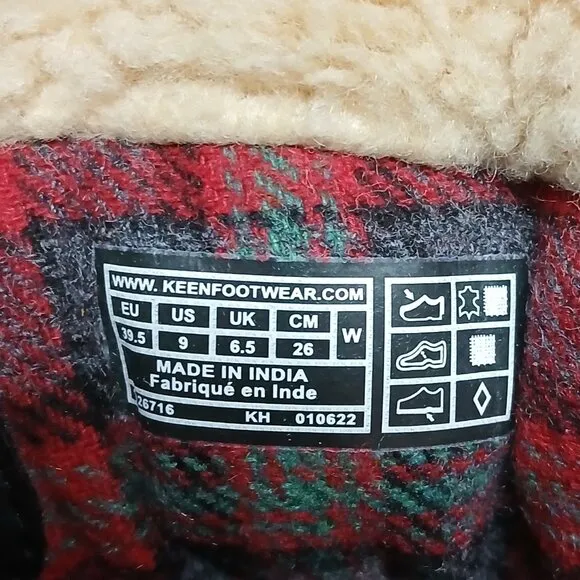 WWW. KEENFOOTWEAR.COM
EU US UK CM W
39.5 9 6.5 26
MADE IN INDIA
Fabriqué en Inde
KH 010622